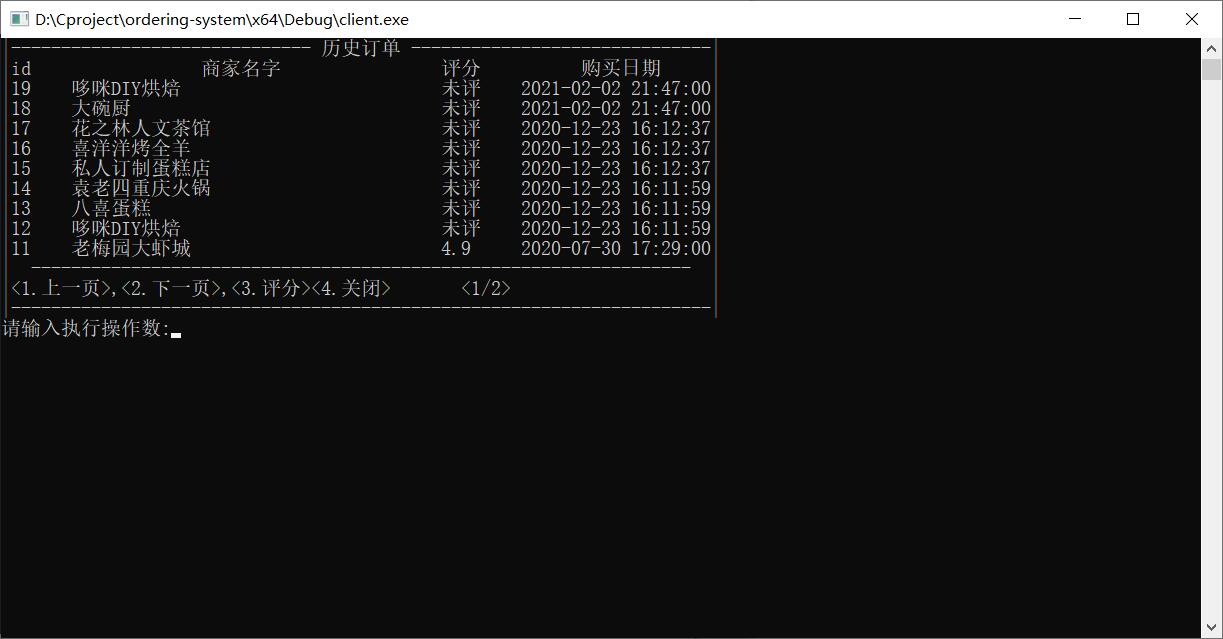 D:\Cproject\ordering-system\x64\Debug\client.exe
|------------------------------ 历史订单 ------------------------------|
id 商家名字 评分 购买日期
19 哆咪DIY烘焙 未评 2021-02-02 21:47:00
18 大碗厨 未评 2021-02-02 21:47:00
17 花之林人文茶馆 未评 2020-12-23 16:12:37
16 喜洋洋烤全羊 未评 2020-12-23 16:12:37
15 私人订制蛋糕店 未评 2020-12-23 16:12:37
14 袁老四重庆火锅 未评 2020-12-23 16:11:59
13 八喜蛋糕 未评 2020-12-23 16:11:59
12 哆咪DIY烘焙 未评 2020-12-23 16:11:59
11 老梅园大虾城 4.9 2020-07-30 17:29:00
------------------------------------------------------------------
<1.上一页>,<2.下一页>,<3.评分><4.关闭> <1/2>
|----------------------------------------------------------------------|
请输入执行操作数: